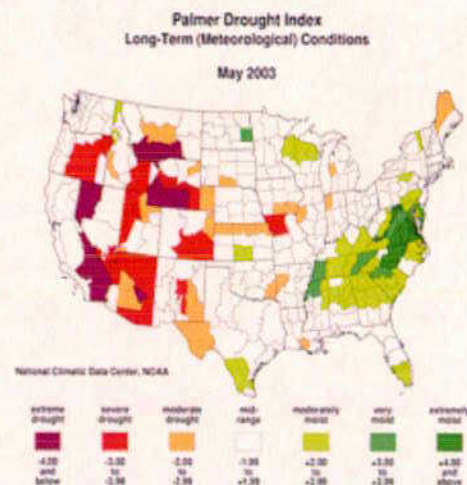 Palmer Drought Index
Long-Term (Meteorological) Conditions
May 2003
National Climatic Data Center, NOAA
extreme drought
severe drought
moderate drought
mid-range
moderately moist
very moist
extremely moist
-4.00 and below
-3.00 to -3.99
-2.00 to -2.99
-1.99 to +1.99
+2.00 to +2.99
+3.00 to +3.99
+4.00 and above